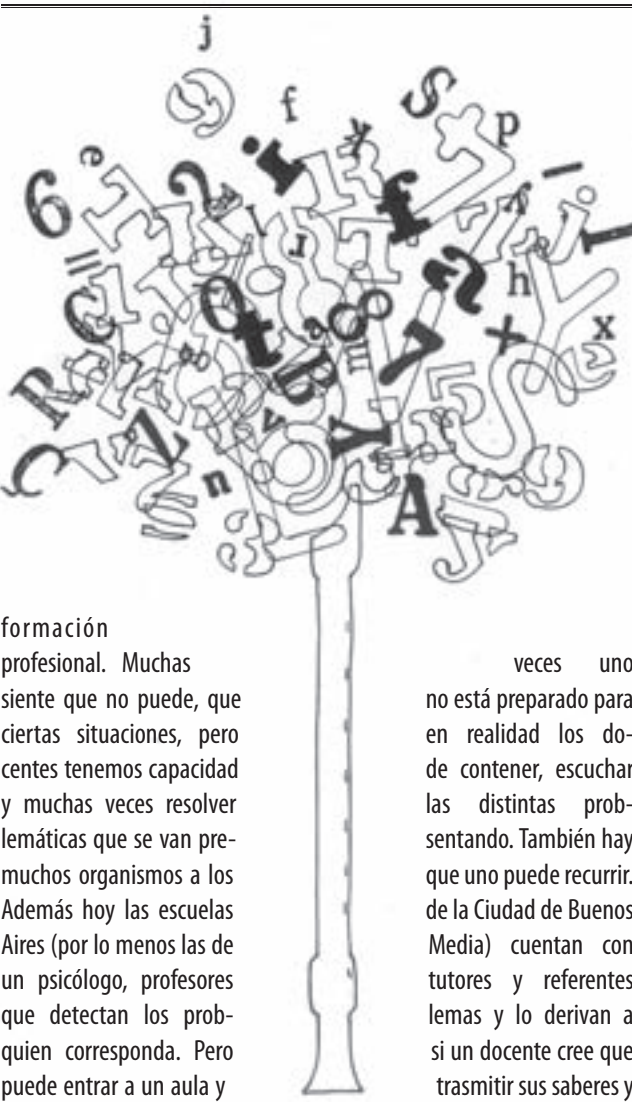 formación
profesional. Muchas veces uno
siente que no puede, que no está preparado para
ciertas situaciones, pero en realidad los do-
centes tenemos capacidad de contener, escuchar
y muchas veces resolver las distintas prob-
lemáticas que se van pre- sentando. También hay
muchos organismos a los que uno puede recurrir.
Además hoy las escuelas de la Ciudad de Buenos
Aires (por lo menos las de Media) cuentan con
un psicólogo, profesores tutores y referentes
que detectan los prob- lemas y lo derivan a
quien corresponda. Pero si un docente cree que
puede entrar a un aula y trasmitir sus saberes y